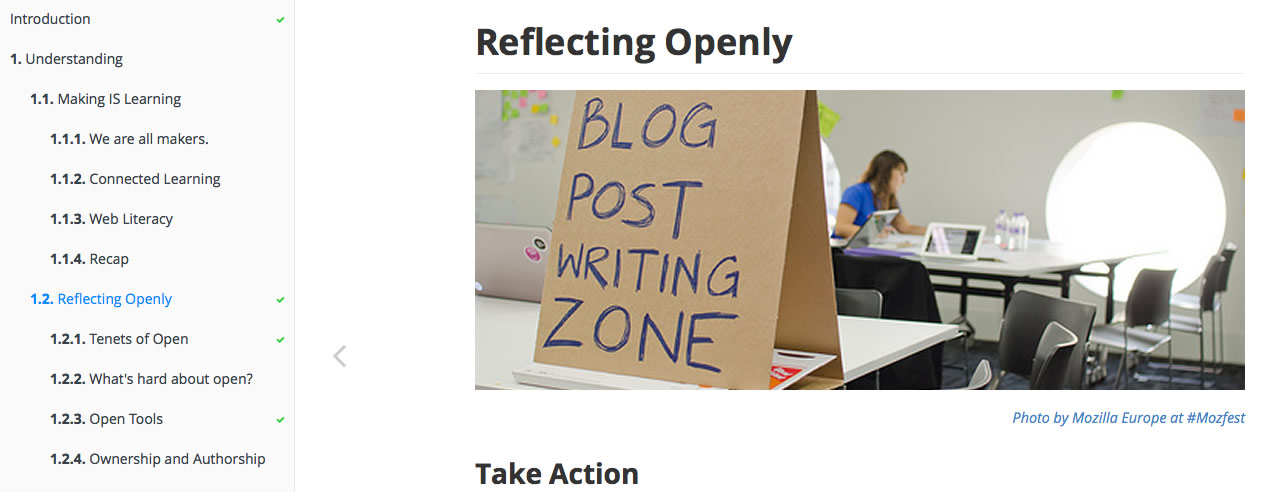 Introduction
1. Understanding
1.1. Making IS Learning
1.1.1. We are all makers.
1.1.2. Connected Learning
1.1.3. Web Literacy
1.1.4. Recap
1.2. Reflecting Openly
1.2.1. Tenets of Open
1.2.2. What's hard about open?
1.2.3. Open Tools
1.2.4. Ownership and Authorship
Reflecting Openly
BLOG
POST
WRITING
ZONE
Photo by Mozilla Europe at #Mozfest
Take Action